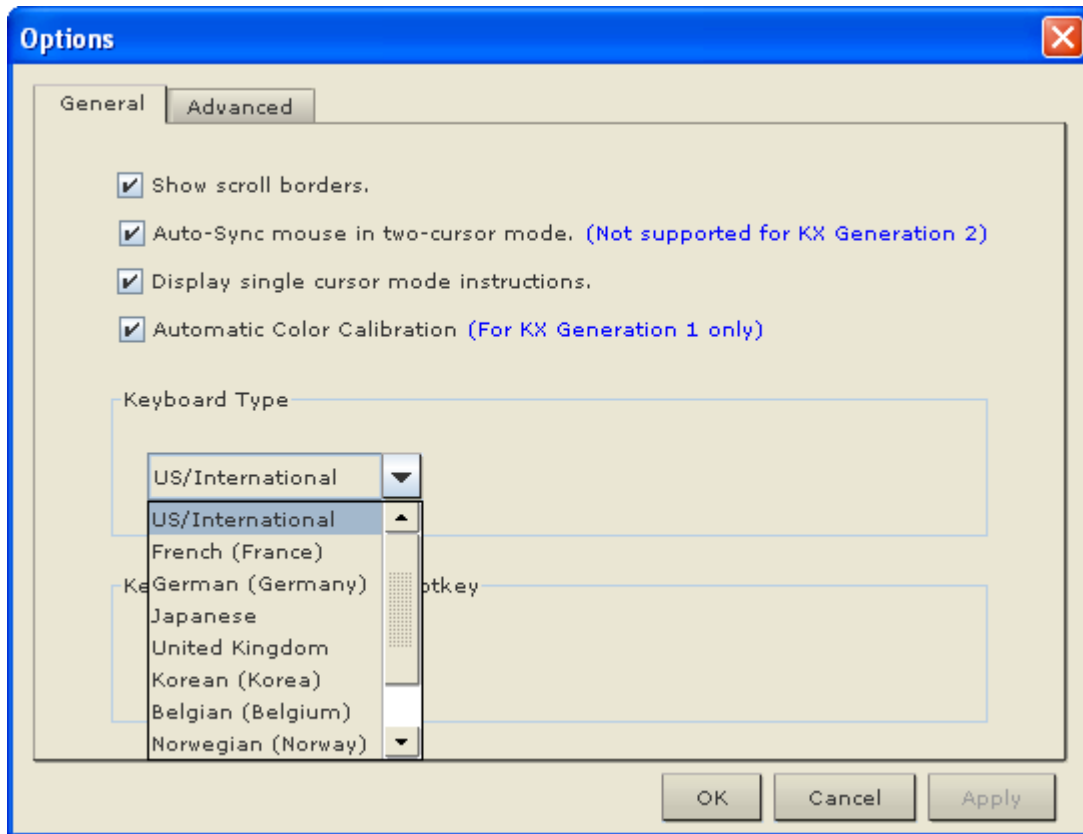 Options
General
Advanced
Show scroll borders.
Auto-Sync mouse in two-cursor mode. (Not supported for KX Generation 2)
Display single cursor mode instructions.
Automatic Color Calibration (For KX Generation 1 only)
Keyboard Type
US/International
US/International
French (France)
German (Germany)
Japanese
United Kingdom
Korean (Korea)
Belgian (Belgium)
Norwegian (Norway)
OK
Cancel
Apply